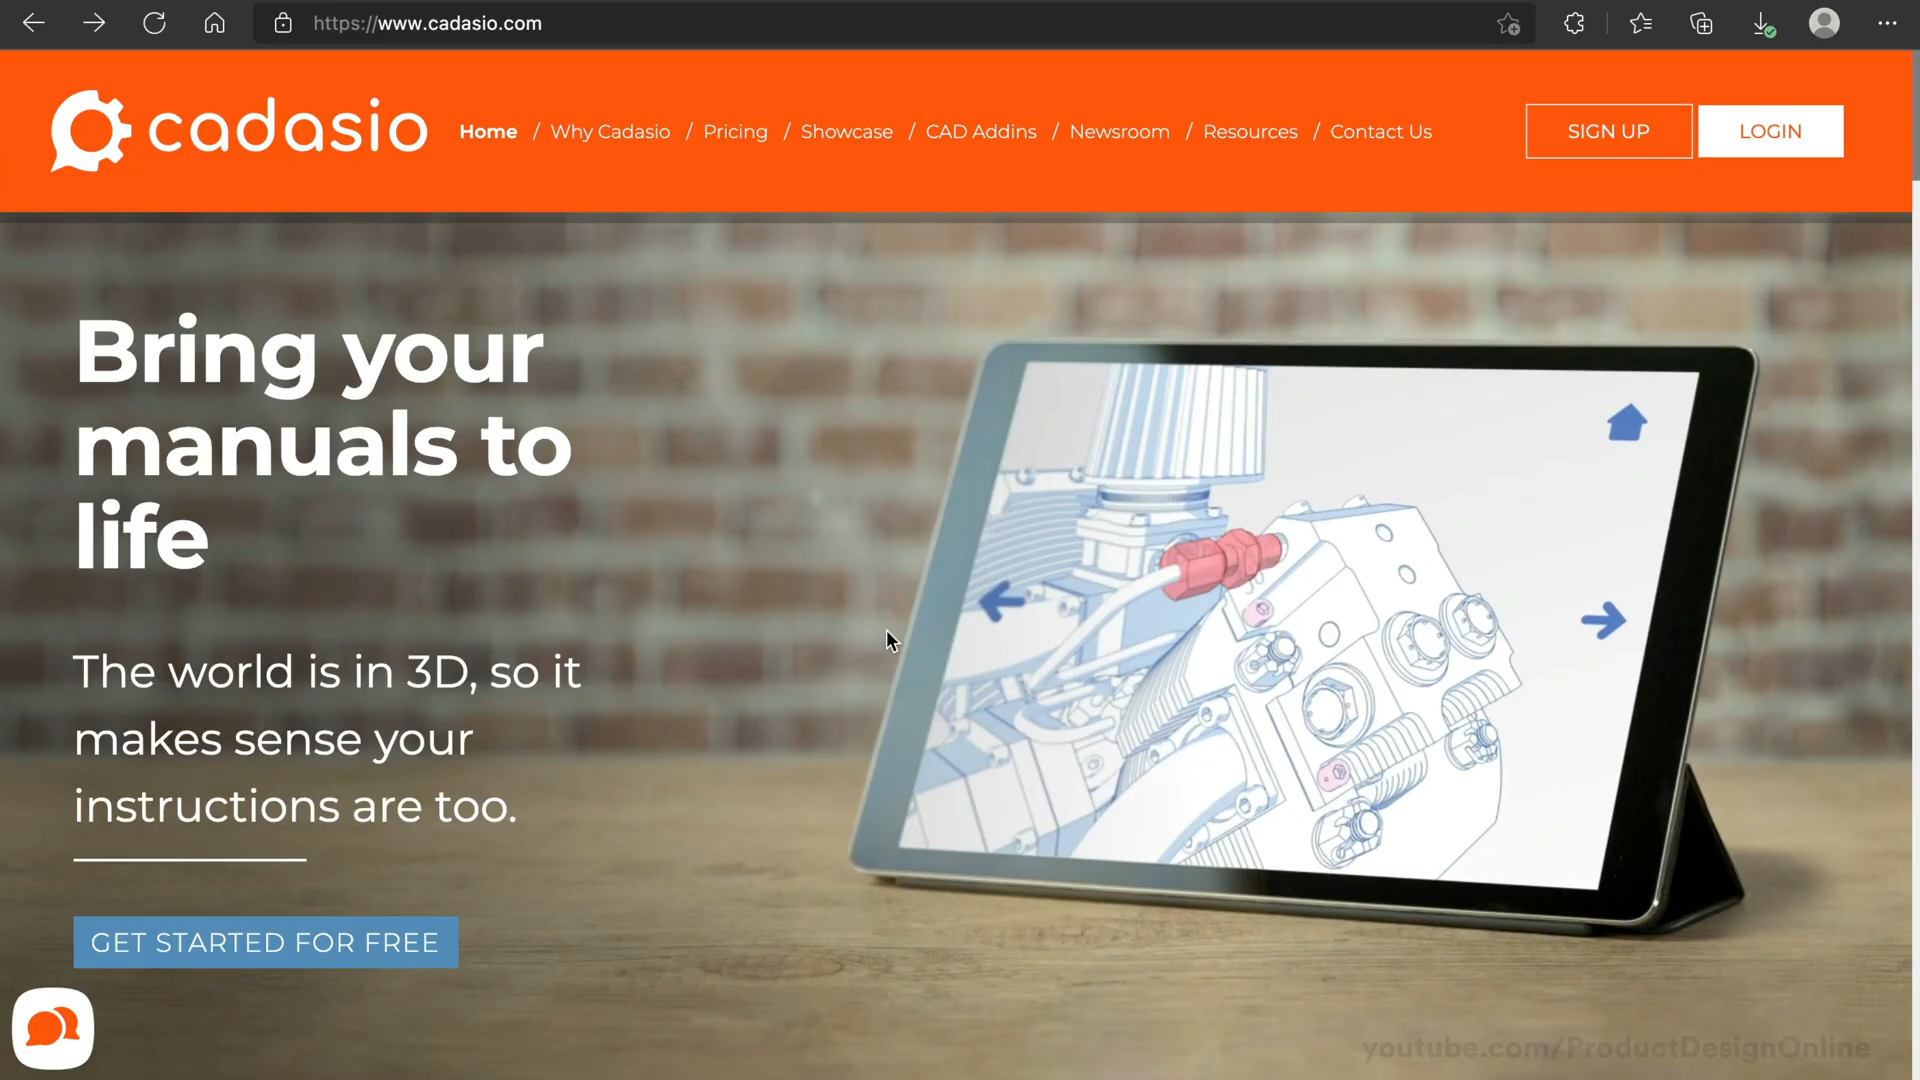 https://www.cadasio.com
cadasio
Home / Why Cadasio / Pricing / Showcase / CAD Addins / Newsroom / Resources / Contact Us
SIGN UP
LOGIN
Bring your
manuals to
life
The world is in 3D, so it
makes sense your
instructions are too.
GET STARTED FOR FREE
youtube.com/ProductDesignOnline